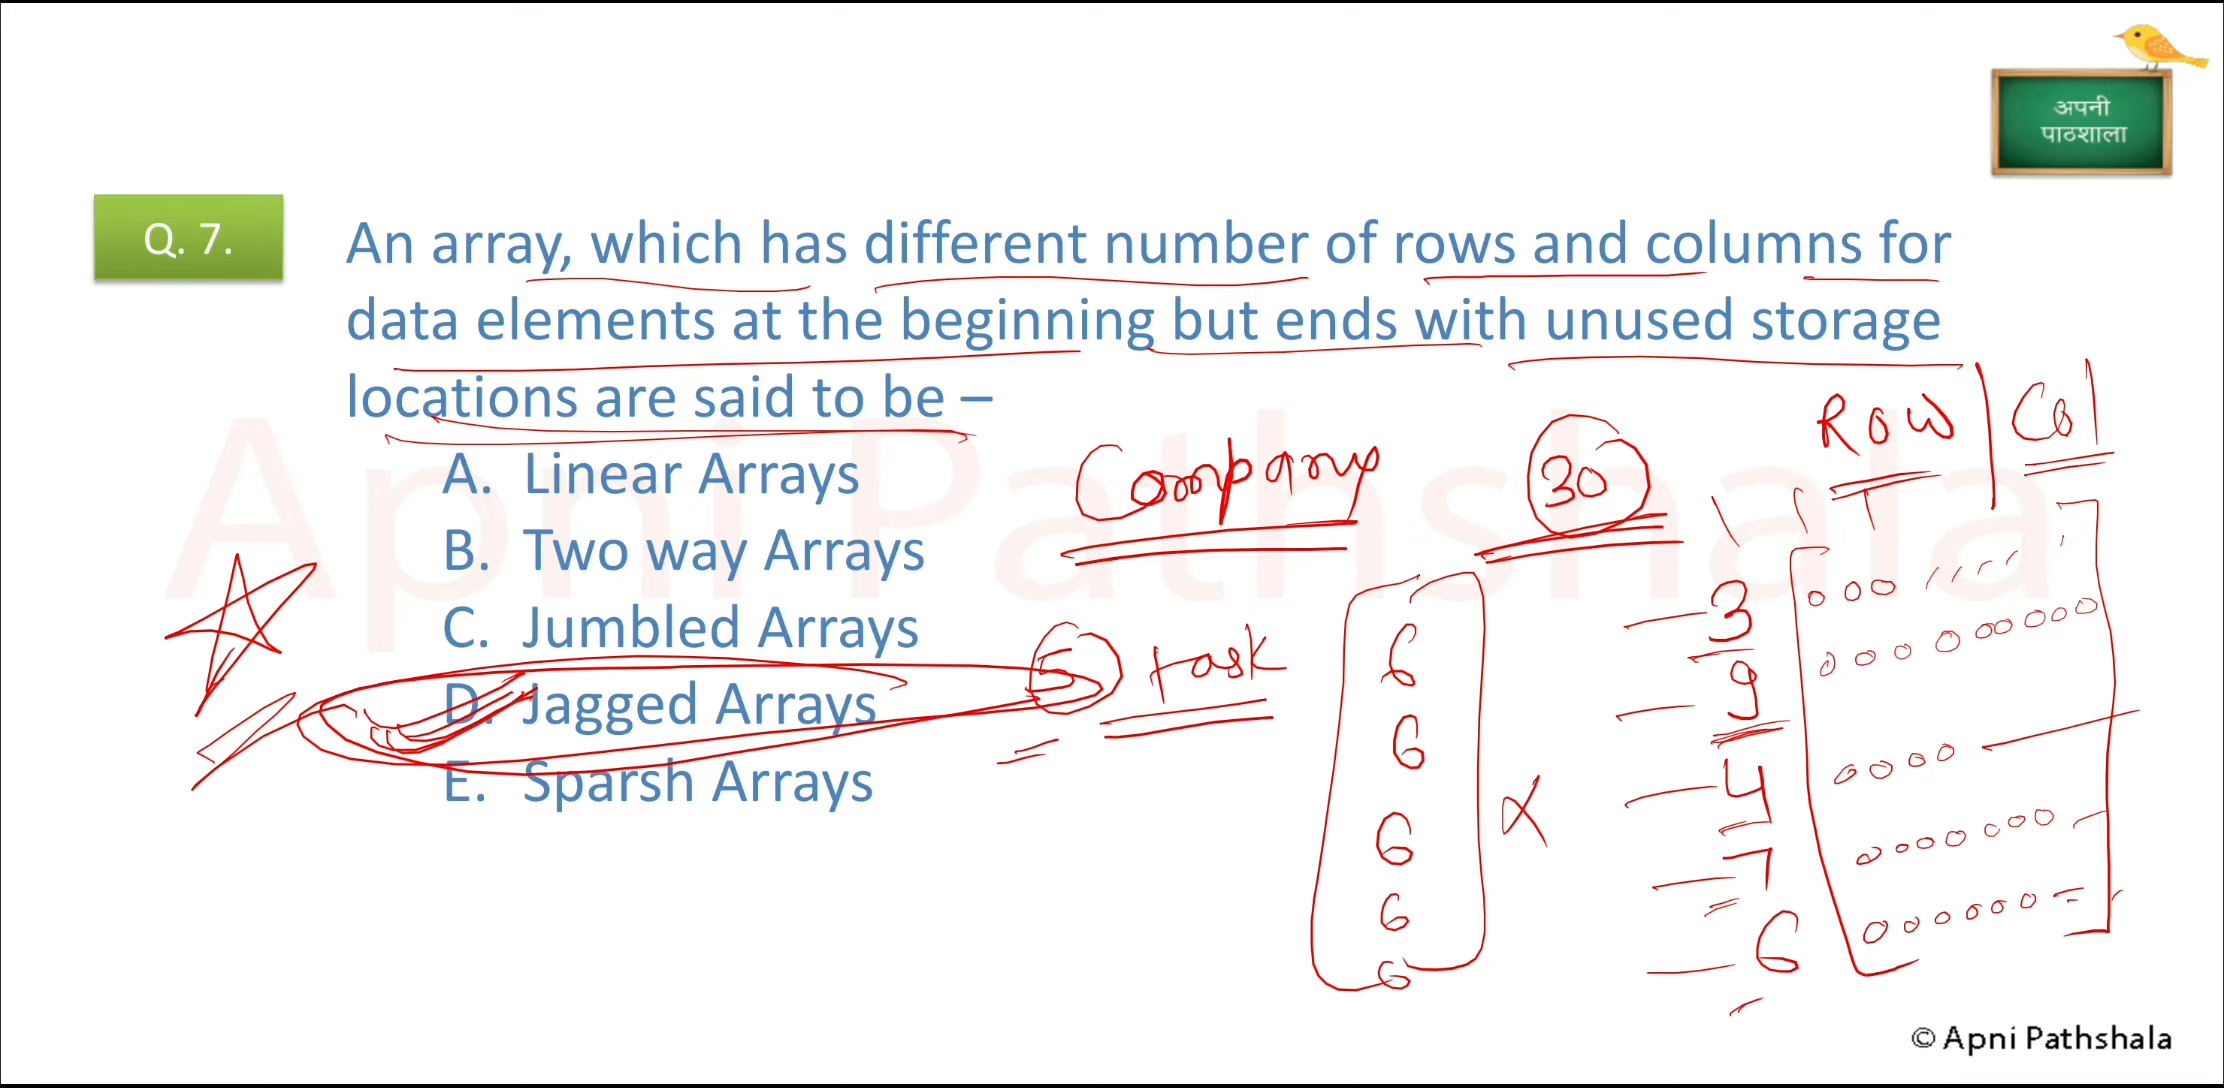 अपनी
पाठशाला
Q. 7.
An array, which has different number of rows and columns for
data elements at the beginning but ends with unused storage
locations are said to be –
A. Linear Arrays
B. Two way Arrays
C. Jumbled Arrays
D. Jagged Arrays
E. Sparsh Arrays
Company
30
Row
Col
5 task
6
6
6
6
6
3
9
4
7
6
Apni Pathshala
© Apni Pathshala